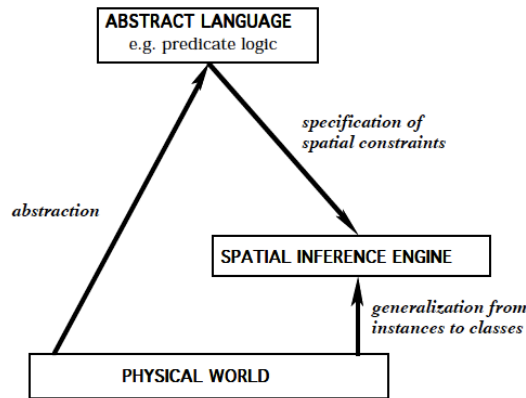 ABSTRACT LANGUAGE
e.g. predicate logic
specification of
spatial constraints
abstraction
SPATIAL INFERENCE ENGINE
generalization from
instances to classes
PHYSICAL WORLD